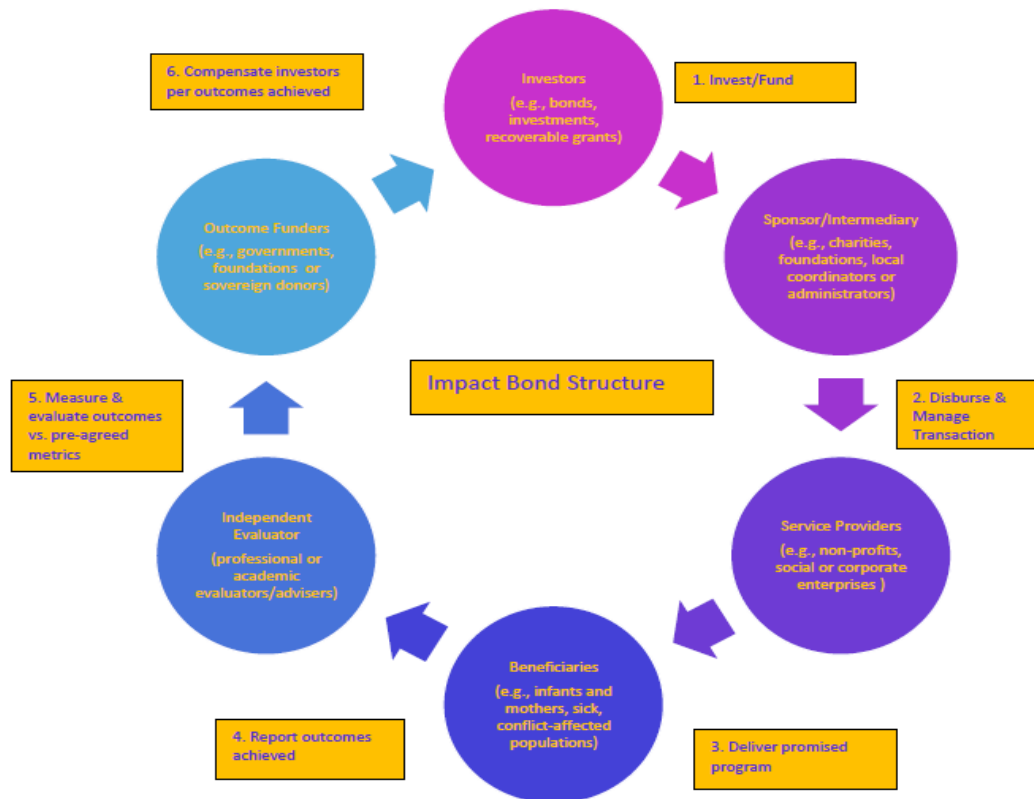 6. Compensate investors
per outcomes achieved
Investors
(e.g., bonds,
investments,
recoverable grants)
1. Invest/Fund
Outcome Funders
(e.g., governments,
foundations or
sovereign donors)
Sponsor/Intermediary
(e.g., charities,
foundations, local
coordinators or
administrators)
Impact Bond Structure
5. Measure &
evaluate outcomes
vs. pre-agreed
metrics
2. Disburse &
Manage
Transaction
Independent
Evaluator
(professional or
academic
evaluators/advisers)
Service Providers
(e.g., non-profits,
social or corporate
enterprises )
Beneficiaries
(e.g., infants and
mothers, sick,
conflict-affected
populations)
4. Report outcomes
achieved
3. Deliver promised
program